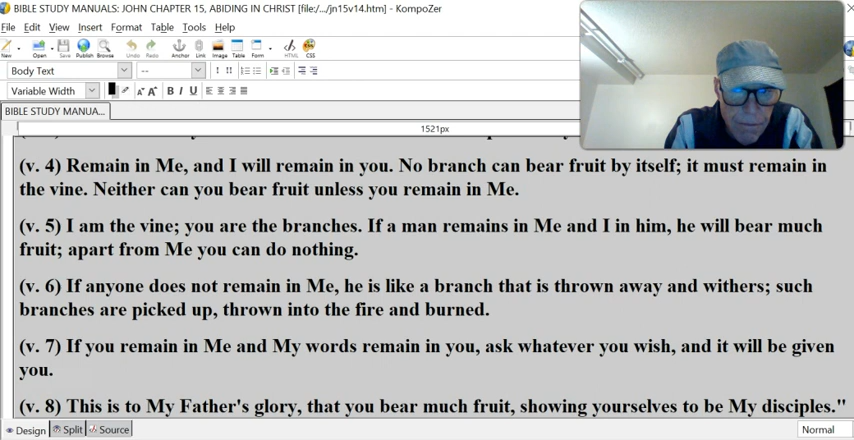 BIBLE STUDY MANUALS: JOHN CHAPTER 15, ABIDING IN CHRIST [file:/.../jn15v14.htm] - KompoZer
File Edit View Insert Format Table Tools Help
New Open Save Publish Browse Undo Redo Anchor Link Image Table Form HTML CSS
Body Text --
Variable Width A A B I U
BIBLE STUDY MANUA...
1521px
(v. 4) Remain in Me, and I will remain in you. No branch can bear fruit by itself; it must remain in
the vine. Neither can you bear fruit unless you remain in Me.
(v. 5) I am the vine; you are the branches. If a man remains in Me and I in him, he will bear much
fruit; apart from Me you can do nothing.
(v. 6) If anyone does not remain in Me, he is like a branch that is thrown away and withers; such
branches are picked up, thrown into the fire and burned.
(v. 7) If you remain in Me and My words remain in you, ask whatever you wish, and it will be given
you.
(v. 8) This is to My Father's glory, that you bear much fruit, showing yourselves to be My disciples."
Design Split Source Normal